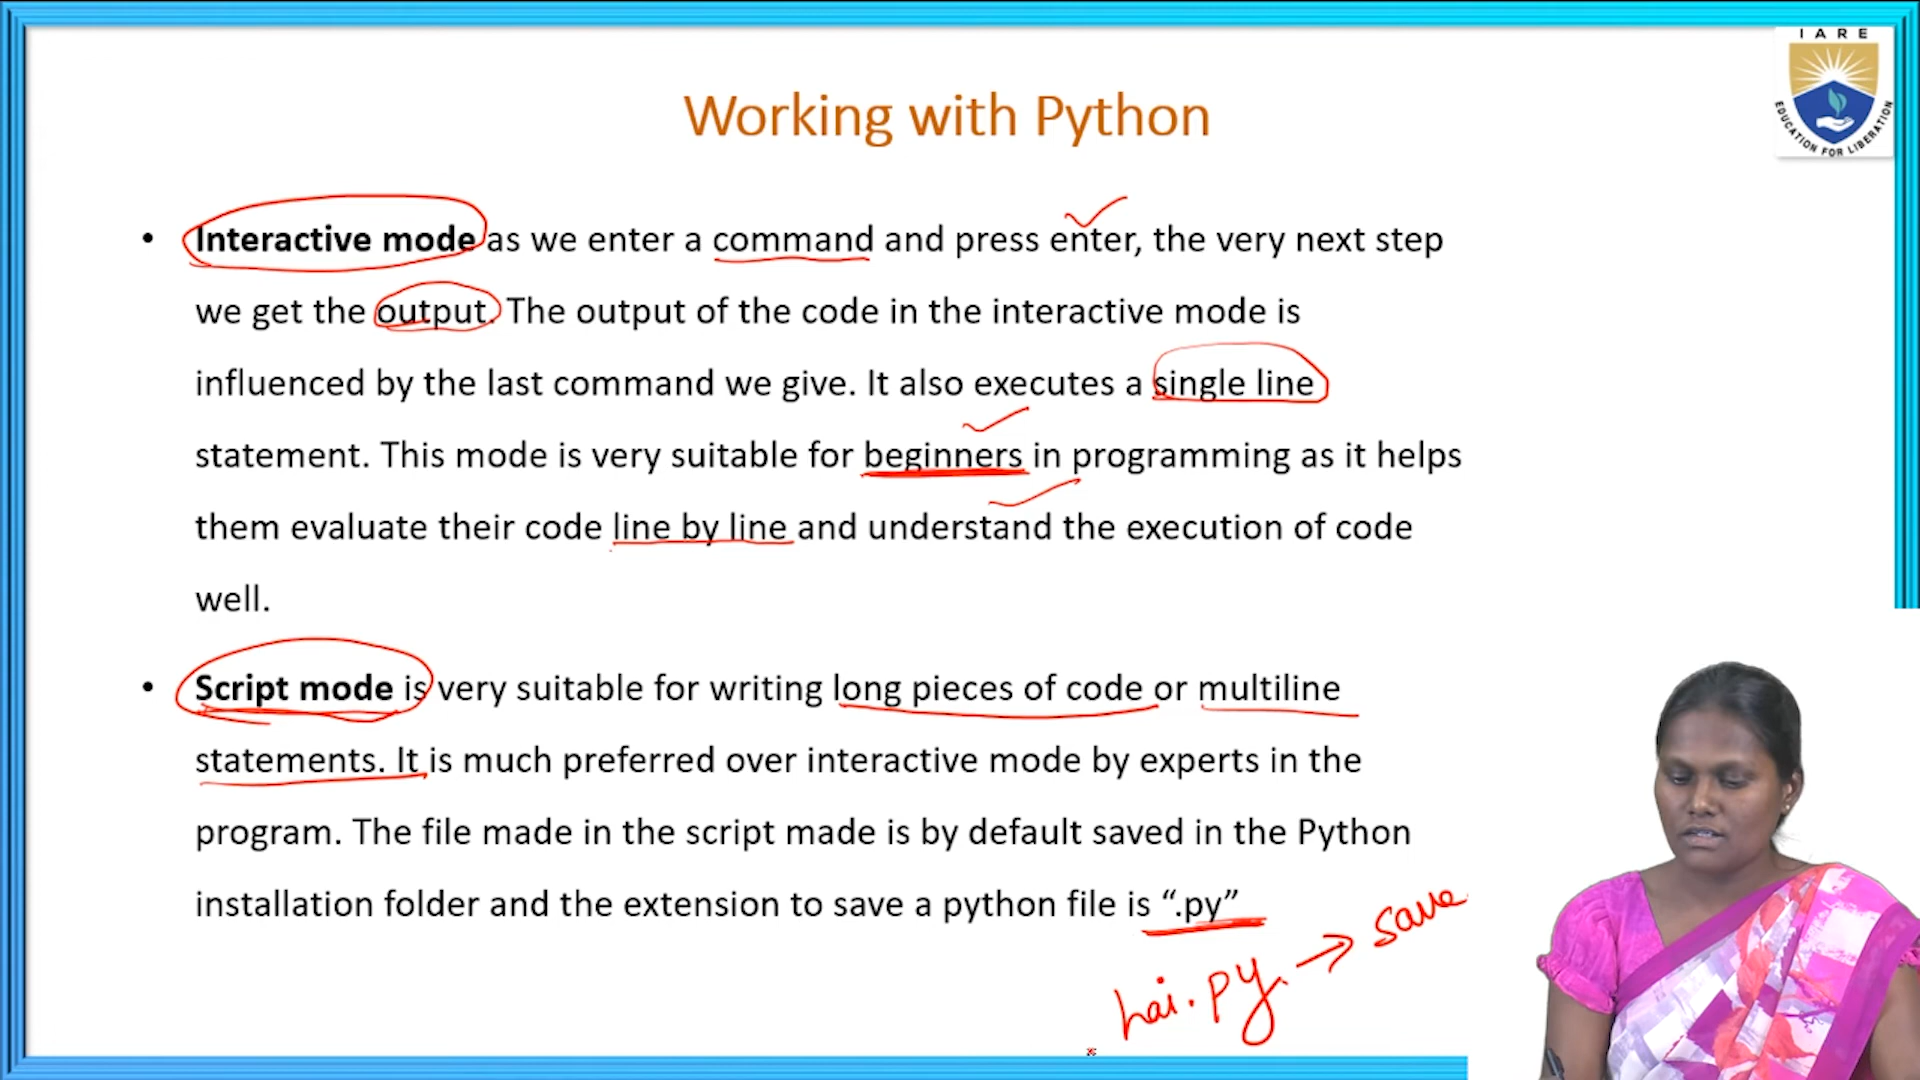 IARE
EDUCATION FOR LIBERATION
Working with Python
• Interactive mode as we enter a command and press enter, the very next step
we get the output. The output of the code in the interactive mode is
influenced by the last command we give. It also executes a single line
statement. This mode is very suitable for beginners in programming as it helps
them evaluate their code line by line and understand the execution of code
well.
• Script mode is very suitable for writing long pieces of code or multiline
statements. It is much preferred over interactive mode by experts in the
program. The file made in the script made is by default saved in the Python
installation folder and the extension to save a python file is “.py”
hai.py. → save